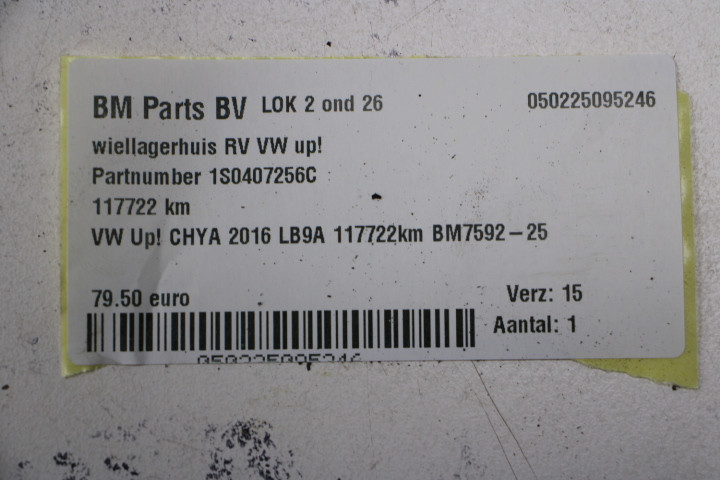 BM Parts BV LOK 2 ond 26 050225095246
wiellagerhuis RV VW up!
Partnumber 1S0407256C
117722 km
VW Up! CHYA 2016 LB9A 117722km BM7592-25
79.50 euro Verz: 15
Aantal: 1
050225095246